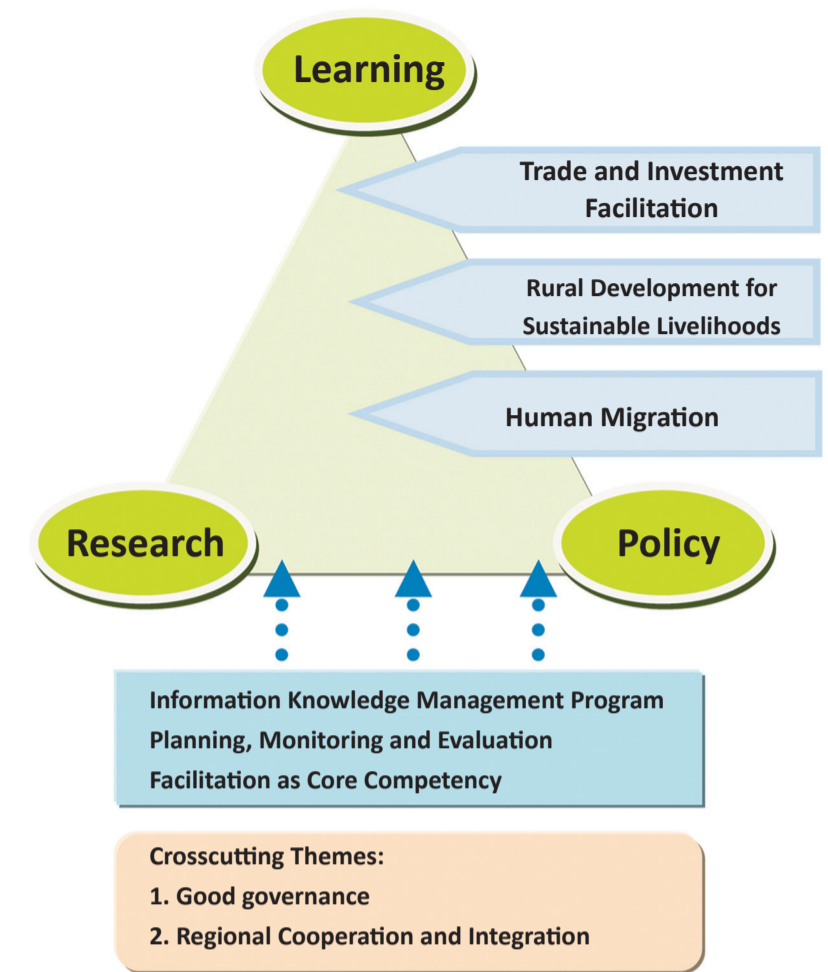 Learning
Trade and Investment
Facilitation
Rural Development for
Sustainable Livelihoods
Human Migration
Research
Policy
Information Knowledge Management Program
Planning, Monitoring and Evaluation
Facilitation as Core Competency
Crosscutting Themes:
1. Good governance
2. Regional Cooperation and Integration